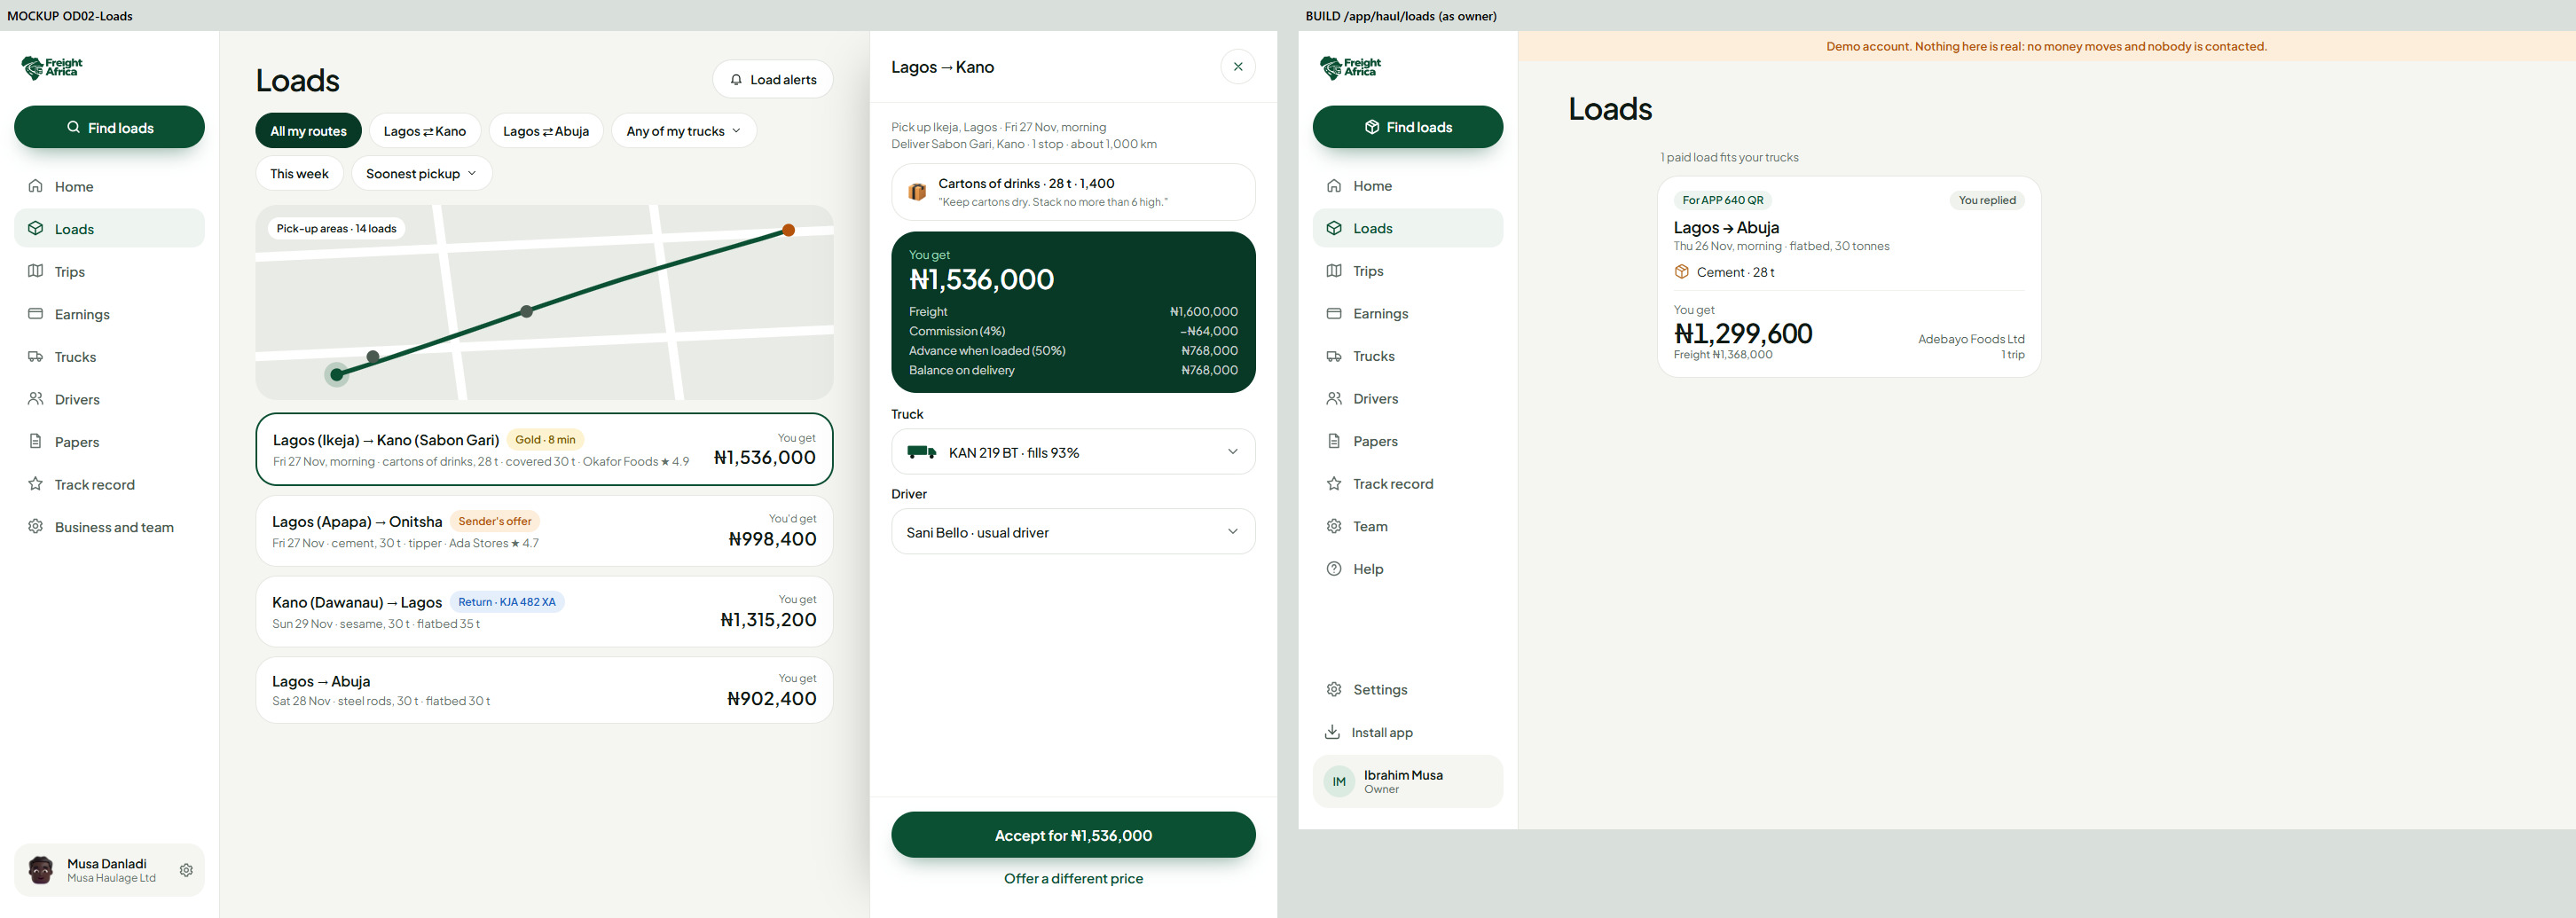 MOCKUP OD02-Loads
Freight
Africa
Find loads
Home
Loads
Trips
Earnings
Trucks
Drivers
Papers
Track record
Business and team
Musa Danladi
Musa Haulage Ltd
Loads
Load alerts
All my routes
Lagos ⇄ Kano
Lagos ⇄ Abuja
Any of my trucks
This week
Soonest pickup
Pick-up areas · 14 loads
Lagos (Ikeja) → Kano (Sabon Gari) Gold · 8 min
Fri 27 Nov, morning · cartons of drinks, 28 t · covered 30 t · Okafor Foods ★ 4.9
You get
₦1,536,000
Lagos (Apapa) → Onitsha Sender's offer
Fri 27 Nov · cement, 30 t · tipper · Ada Stores ★ 4.7
You'd get
₦998,400
Kano (Dawanau) → Lagos Return · KJA 482 XA
Sun 29 Nov · sesame, 30 t · flatbed 35 t
You get
₦1,315,200
Lagos → Abuja
Sat 28 Nov · steel rods, 30 t · flatbed 30 t
You get
₦902,400
Lagos → Kano
Pick up Ikeja, Lagos · Fri 27 Nov, morning
Deliver Sabon Gari, Kano · 1 stop · about 1,000 km
Cartons of drinks · 28 t · 1,400
"Keep cartons dry. Stack no more than 6 high."
You get
₦1,536,000
Freight ₦1,600,000
Commission (4%) −₦64,000
Advance when loaded (50%) ₦768,000
Balance on delivery ₦768,000
Truck
KAN 219 BT · fills 93%
Driver
Sani Bello · usual driver
Accept for ₦1,536,000
Offer a different price
BUILD /app/haul/loads (as owner)
Freight
Africa
Find loads
Home
Loads
Trips
Earnings
Trucks
Drivers
Papers
Track record
Team
Help
Settings
Install app
IM
Ibrahim Musa
Owner
Demo account. Nothing here is real: no money moves and nobody is contacted.
Loads
1 paid load fits your trucks
For APP 640 QR You replied
Lagos → Abuja
Thu 26 Nov, morning · flatbed, 30 tonnes
Cement · 28 t
You get
₦1,299,600
Freight ₦1,368,000
Adebayo Foods Ltd
1 trip